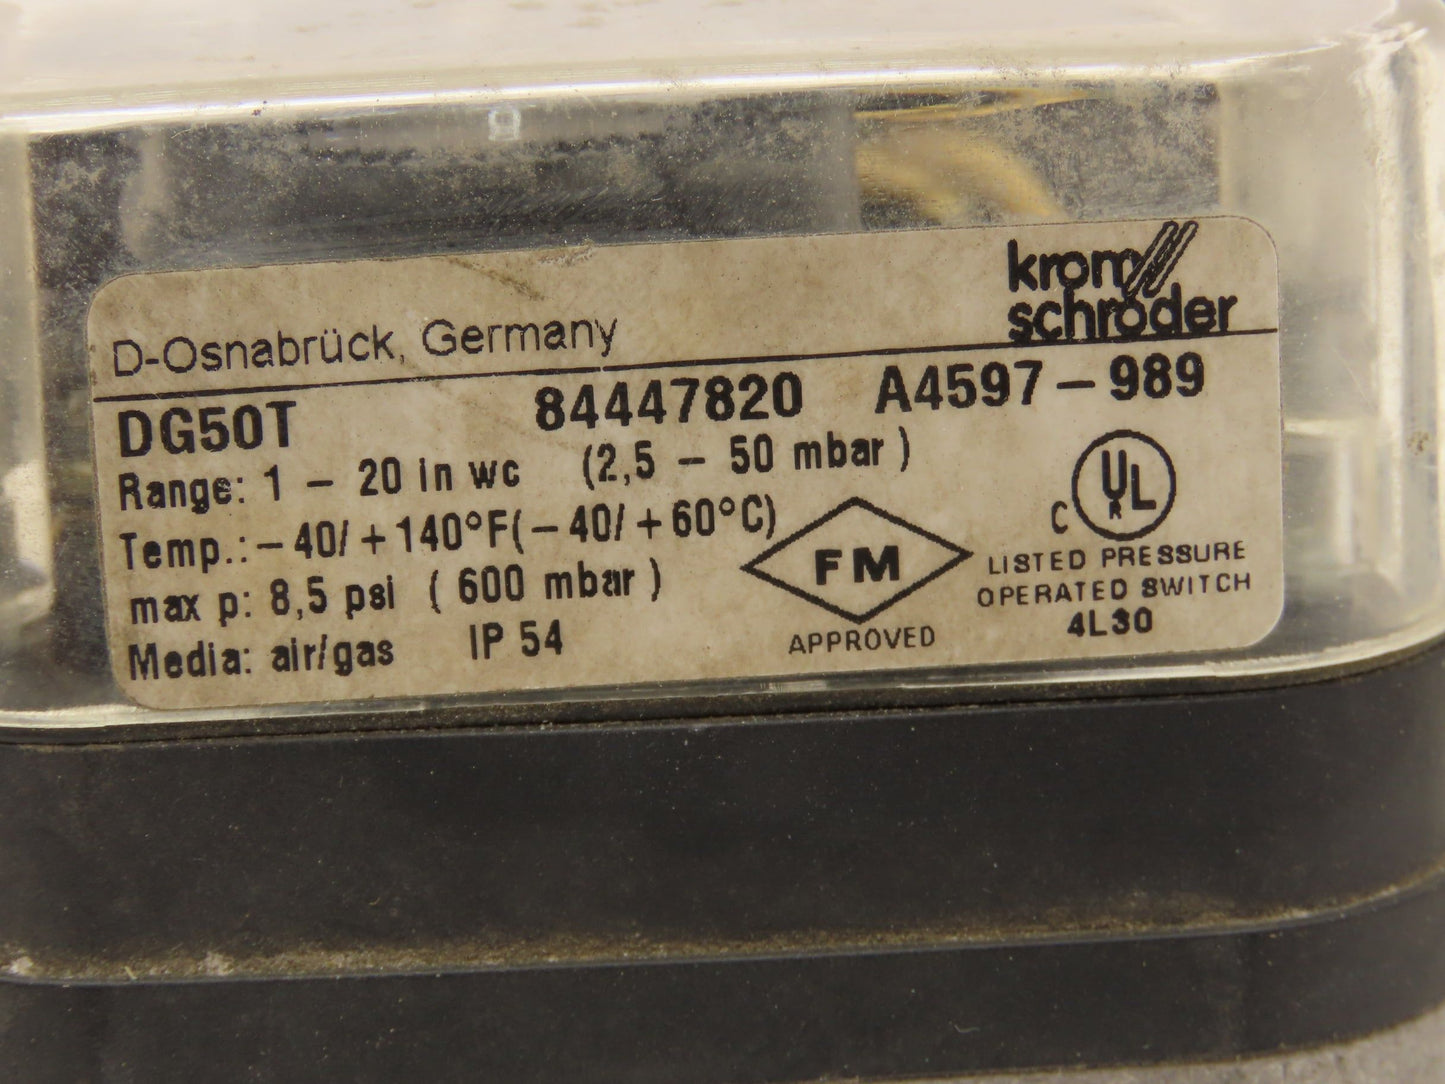 krom
schroder
D-Osnabrück, Germany
DG50T 84447820 A4597-989
Range: 1 - 20 in wc (2,5 - 50 mbar)
Temp.: -40/ +140°F(-40/ +60°C)
max p: 8,5 psi (600 mbar)
Media: air/gas IP 54
FM
APPROVED
C UL R
LISTED PRESSURE
OPERATED SWITCH
4L30